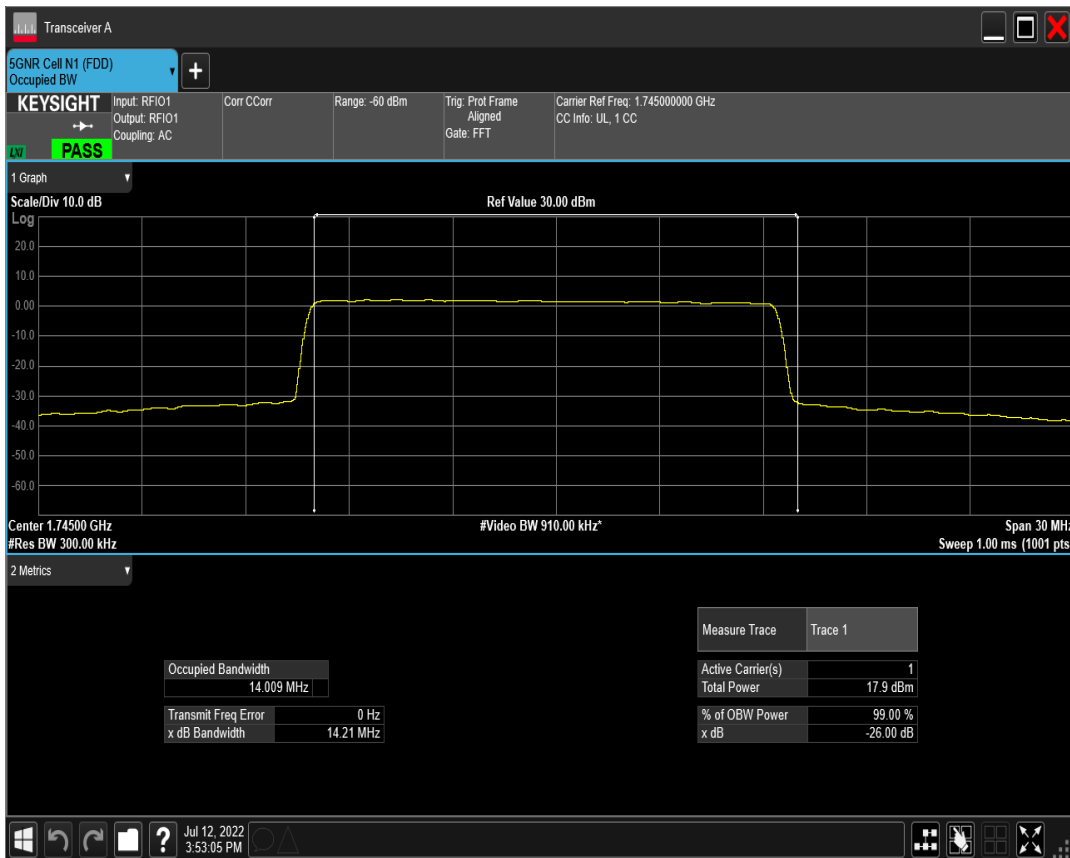 Transceiver A
5GNR Cell N1 (FDD)
Occupied BW
+
KEYSIGHT
LXI
PASS
Input: RFIO1
Output: RFIO1
Coupling: AC
Corr CCorr
Range: -60 dBm
Trig: Prot Frame
Aligned
Gate: FFT
Carrier Ref Freq: 1.745000000 GHz
CC Info: UL, 1 CC
1 Graph
Scale/Div 10.0 dB
Ref Value 30.00 dBm
Log
20.0
10.0
0.00
-10.0
-20.0
-30.0
-40.0
-50.0
-60.0
Center 1.74500 GHz
#Video BW 910.00 kHz*
Span 30 MHz
#Res BW 300.00 kHz
Sweep 1.00 ms (1001 pts
2 Metrics
Measure Trace Trace 1
Occupied Bandwidth
14.009 MHz
Active Carrier(s) 1
Total Power 17.9 dBm
Transmit Freq Error 0 Hz
x dB Bandwidth 14.21 MHz
% of OBW Power 99.00 %
x dB -26.00 dB
?
Jul 12, 2022
3:53:05 PM